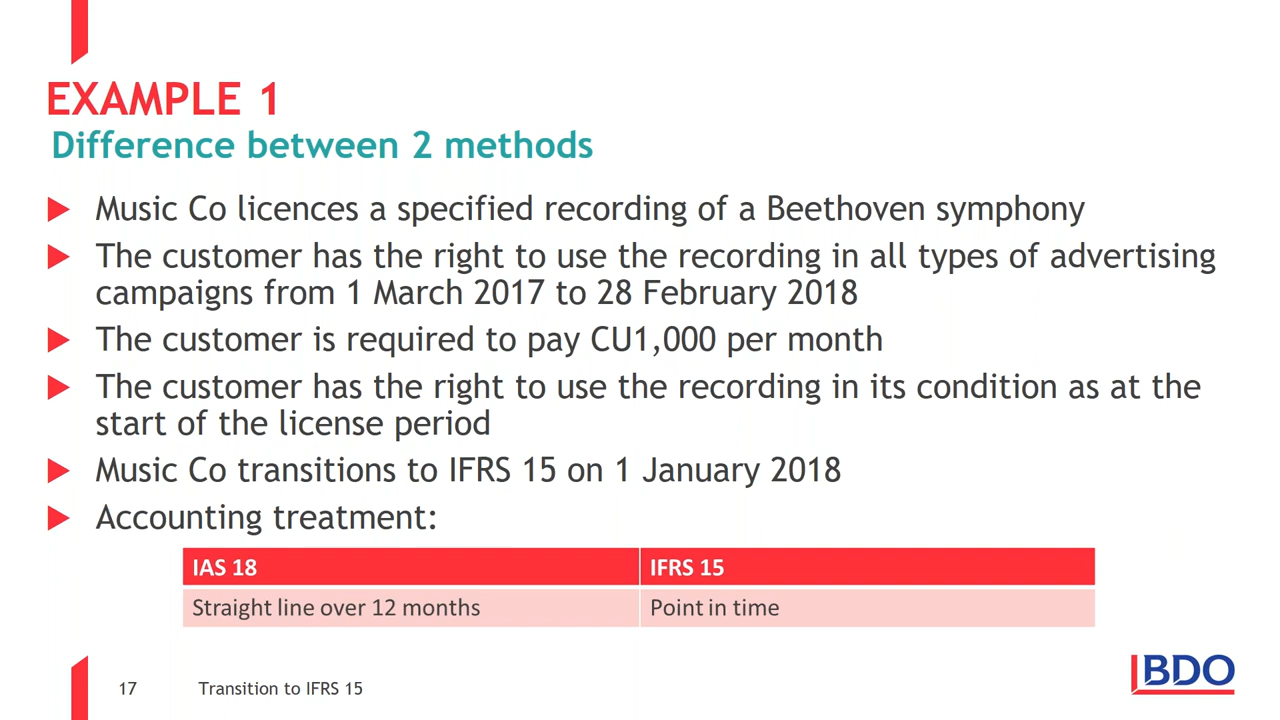 EXAMPLE 1
Difference between 2 methods
Music Co licences a specified recording of a Beethoven symphony
The customer has the right to use the recording in all types of advertising
campaigns from 1 March 2017 to 28 February 2018
The customer is required to pay CU1,000 per month
The customer has the right to use the recording in its condition as at the
start of the license period
Music Co transitions to IFRS 15 on 1 January 2018
Accounting treatment:
IAS 18 IFRS 15
Straight line over 12 months Point in time
17 Transition to IFRS 15
BDO